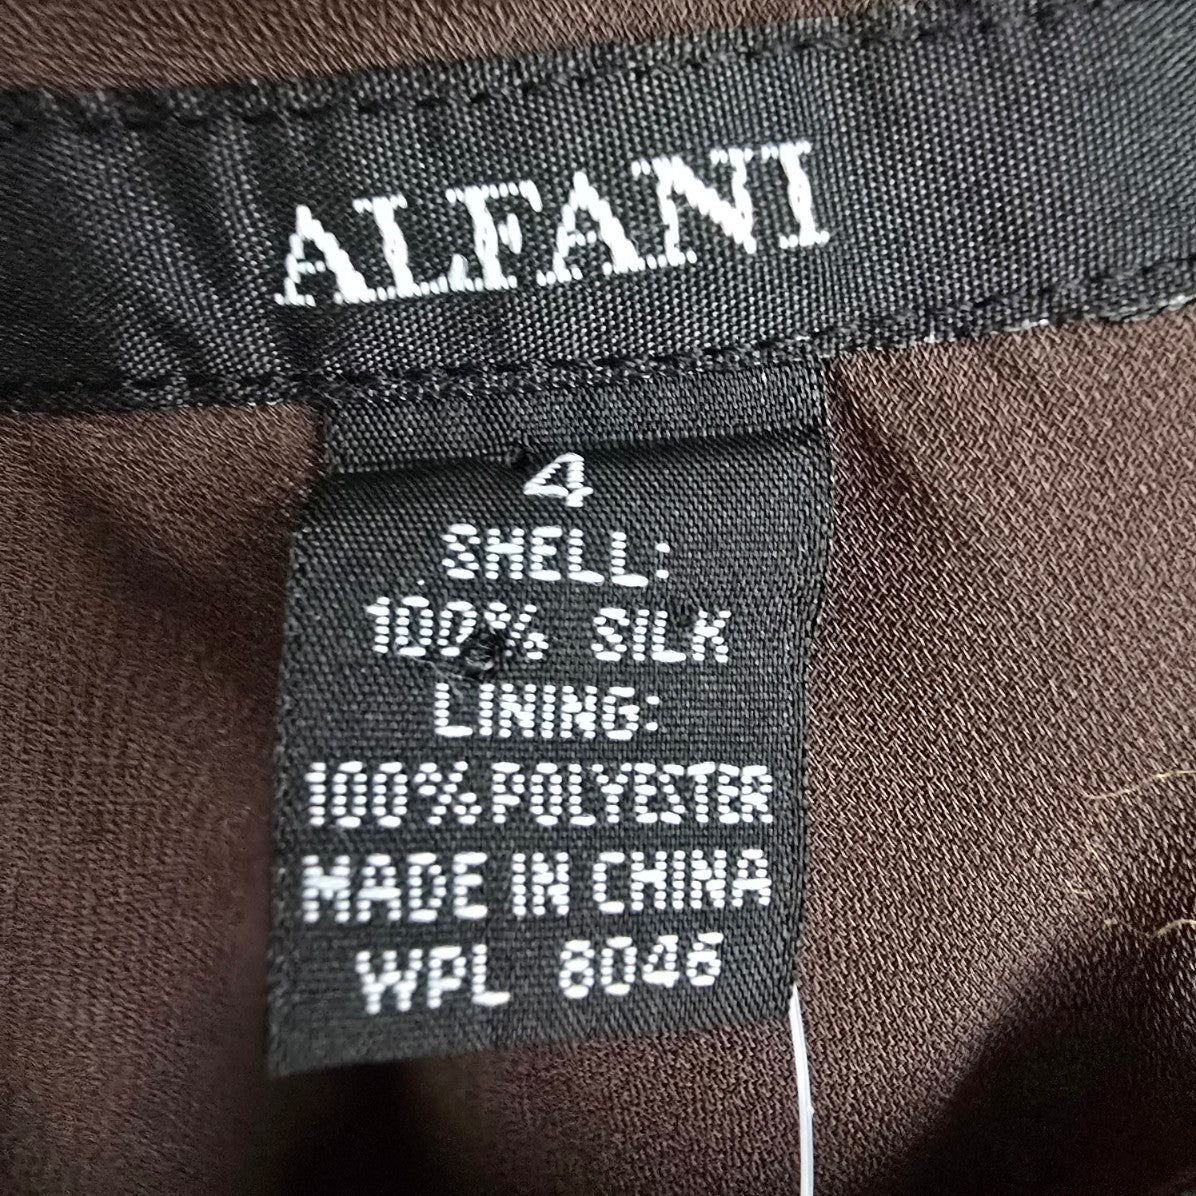 ALFANI
4
SHELL:
100% SILK
LINING:
100% POLYESTER
MADE IN CHINA
WPL 8046